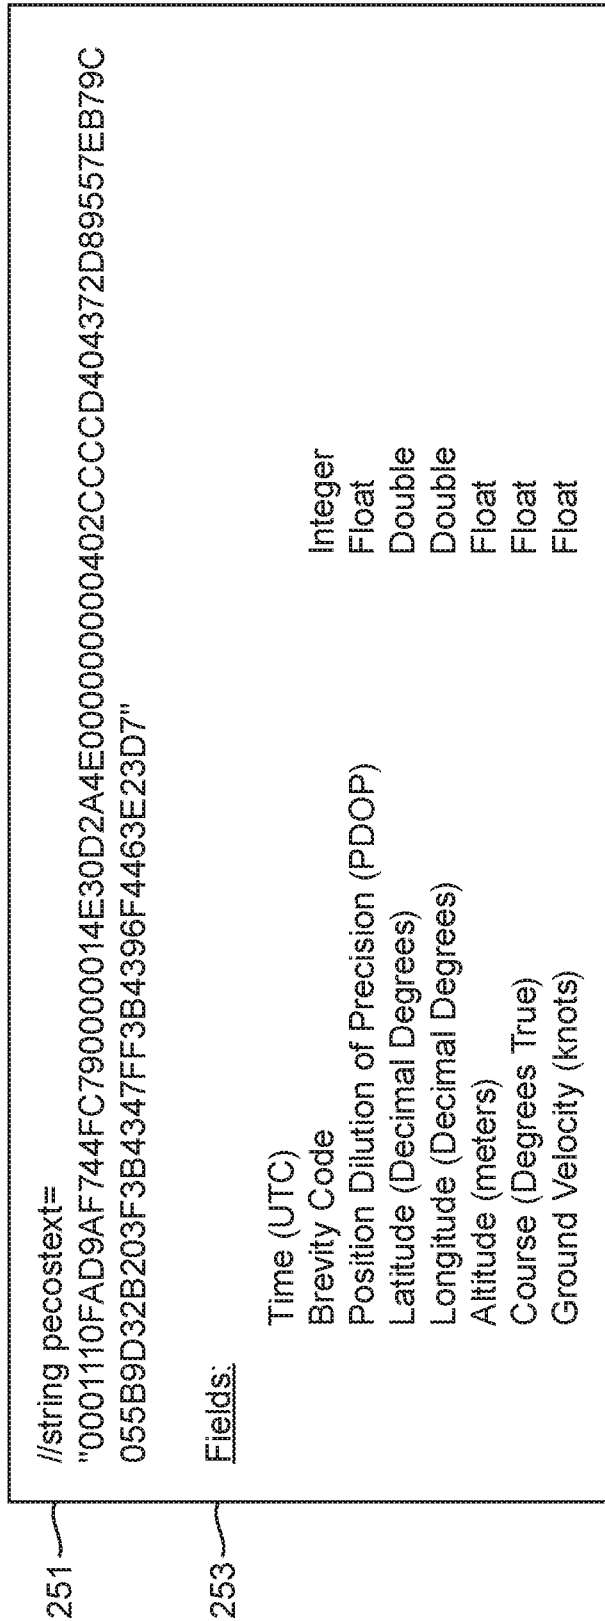 //string pecostext=
"0001110FAD9AF744FC790000014E30D2A4E000000000402CCCCD404372D89557EB79C
055B9D32B203F3B4347FF3B4396F4463E23D7"
251
253
Fields:
Time (UTC)
Brevity Code Integer
Position Dilution of Precision (PDOP) Float
Latitude (Decimal Degrees) Double
Longitude (Decimal Degrees) Double
Altitude (meters) Float
Course (Degrees True) Float
Ground Velocity (knots) Float